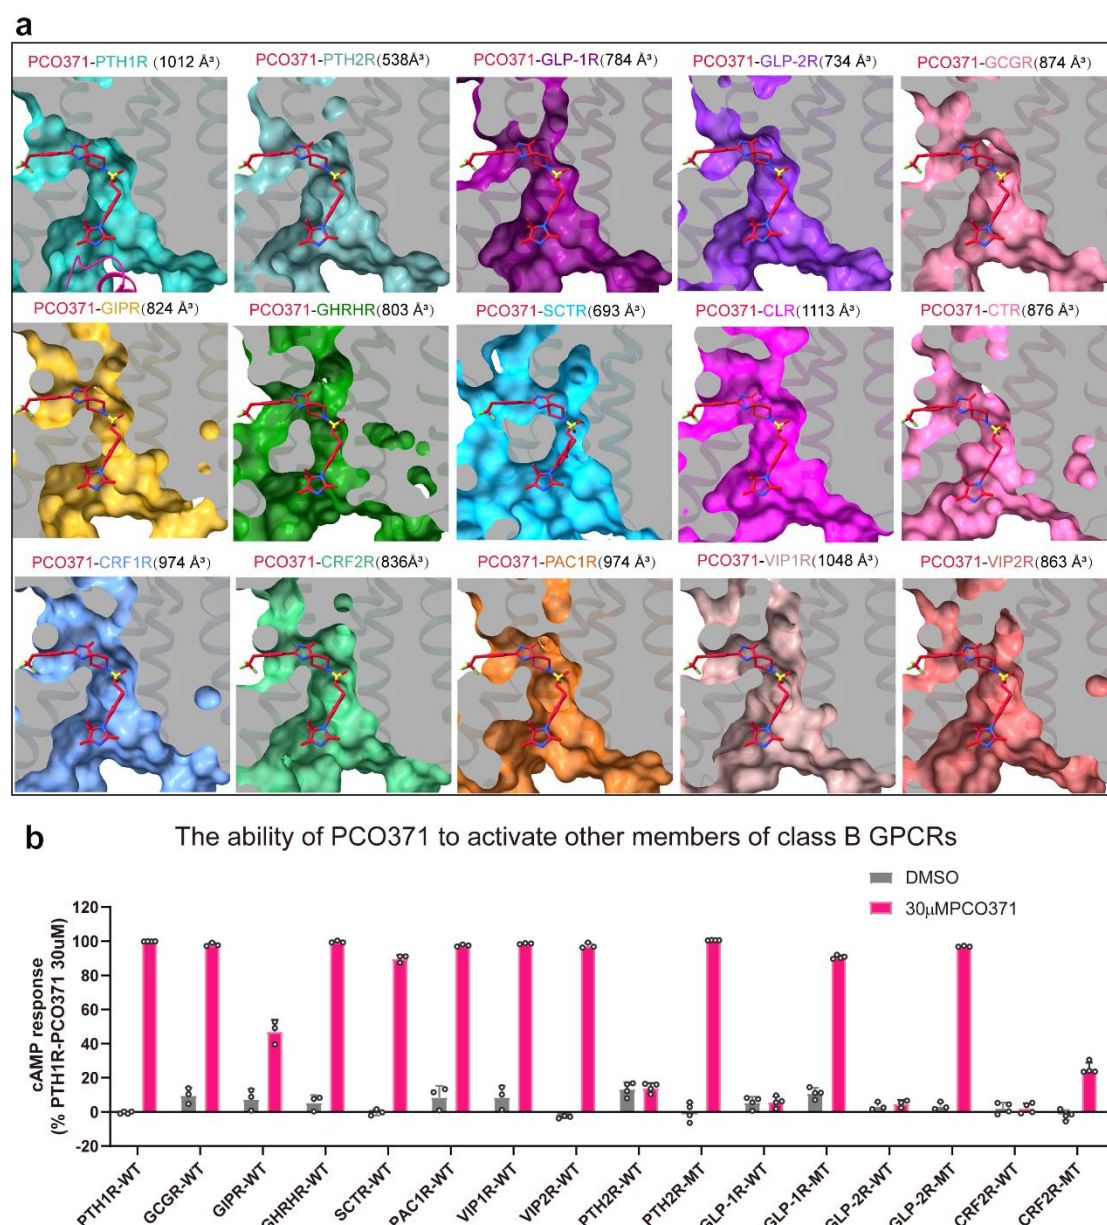 a
PCO371-PTH1R (1012 Å³)
PCO371-PTH2R(538Å³)
PCO371-GLP-1R(784 Å³)
PCO371-GLP-2R(734 Å³)
PCO371-GCGR(874 Å³)
PCO371-GIPR(824 Å³)
PCO371-GHRHR(803 Å³)
PCO371-SCTR(693 Å³)
PCO371-CLR(1113 Å³)
PCO371-CTR(876 Å³)
PCO371-CRF1R(974 Å³)
PCO371-CRF2R(836Å³)
PCO371-PAC1R(974 Å³)
PCO371-VIP1R(1048 Å³)
PCO371-VIP2R(863 Å³)
b
The ability of PCO371 to activate other members of class B GPCRs
DMSO
30μMPCO371
cAMP response
(% PTH1R-PCO371 30uM)
120
100
80
60
40
20
0
-20
PTH1R-WT
GCGR-WT
GIPR-WT
GHRHR-WT
SCTR-WT
PAC1R-WT
VIP1R-WT
VIP2R-WT
PTH2R-WT
PTH2R-MT
GLP-1R-WT
GLP-1R-MT
GLP-2R-WT
GLP-2R-MT
CRF2R-WT
CRF2R-MT